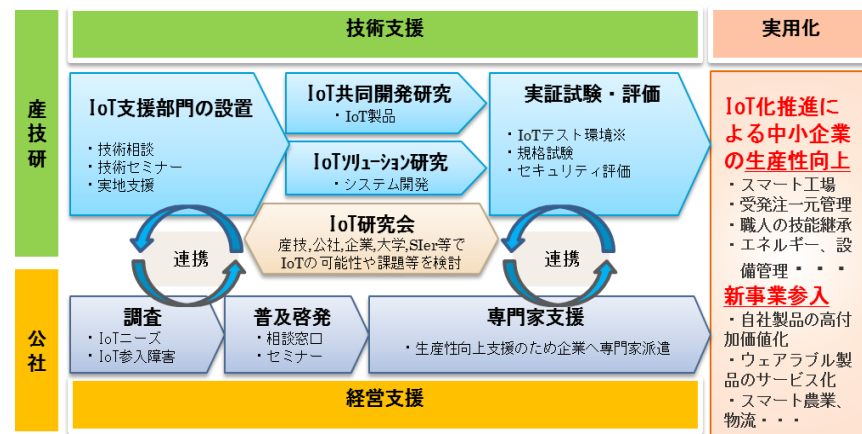 技術支援
実用化
産技研
IoT支援部門の設置
・技術相談
・技術セミナー
・実地支援
IoT共同開発研究
・IoT製品
IoTソリューション研究
・システム開発
実証試験・評価
・IoTテスト環境※
・規格試験
・セキュリティ評価
IoT研究会
産技,公社,企業,大学,SIer等で
IoTの可能性や課題等を検討
連携
連携
公社
調査
・IoTニーズ
・IoT参入障害
普及啓発
・相談窓口
・セミナー
専門家支援
・生産性向上支援のため企業へ専門家派遣
経営支援
IoT化推進に
よる中小企業
の生産性向上
・スマート工場
・受発注一元管理
・職人の技能継承
・エネルギー、設
備管理・・・
新事業参入
・自社製品の高付
加価値化
・ウェアラブル製
品のサービス化
・スマート農業、
物流・・・